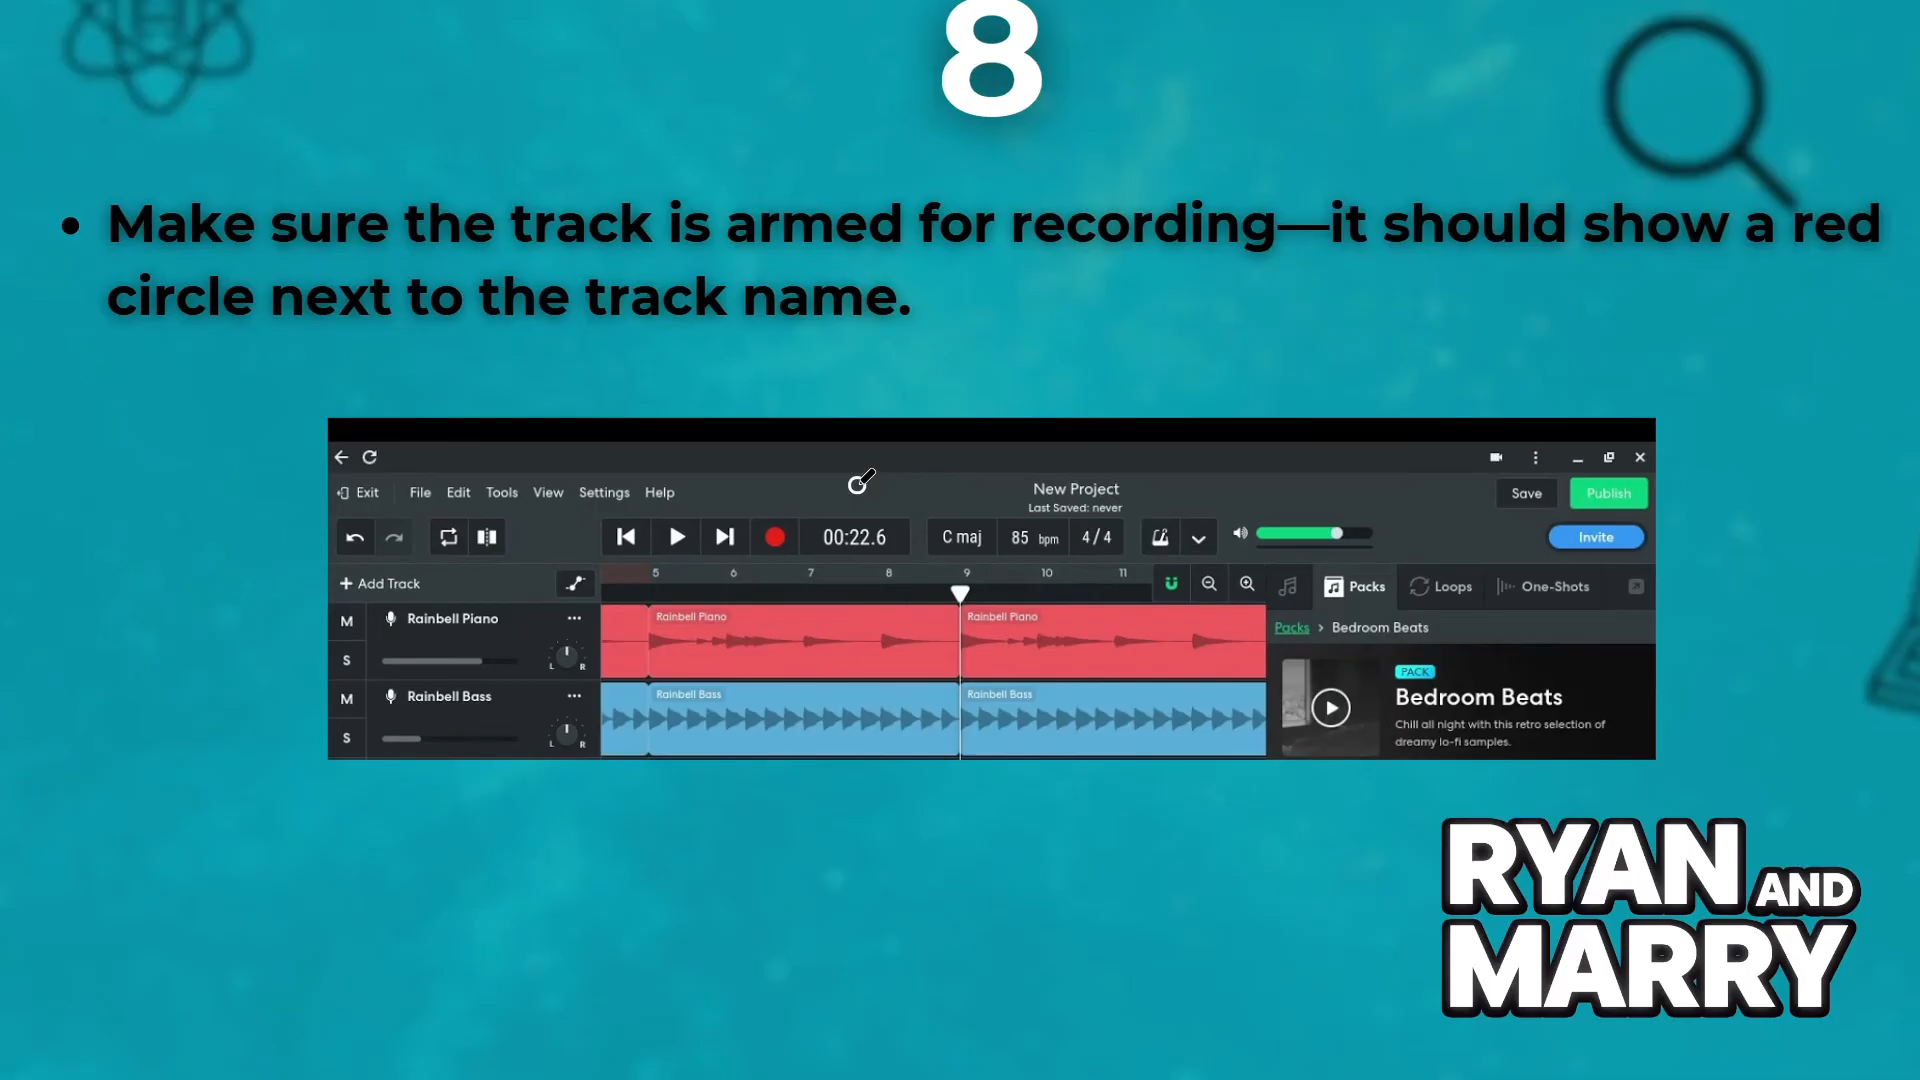 8
• Make sure the track is armed for recording—it should show a red
circle next to the track name.
Exit File Edit Tools View Settings Help
New Project
Last Saved: never
Save Publish
00:22.6 C maj 85 bpm 4/4
Invite
+ Add Track
5 6 7 8 9 10 11
Packs Loops One-Shots
M Rainbell Piano ...
S L R
Rainbell Piano Rainbell Piano
Packs > Bedroom Beats
M Rainbell Bass ...
S L R
Rainbell Bass Rainbell Bass
PACK
Bedroom Beats
Chill all night with this retro selection of
dreamy lo-fi samples.
RYAN AND
MARRY